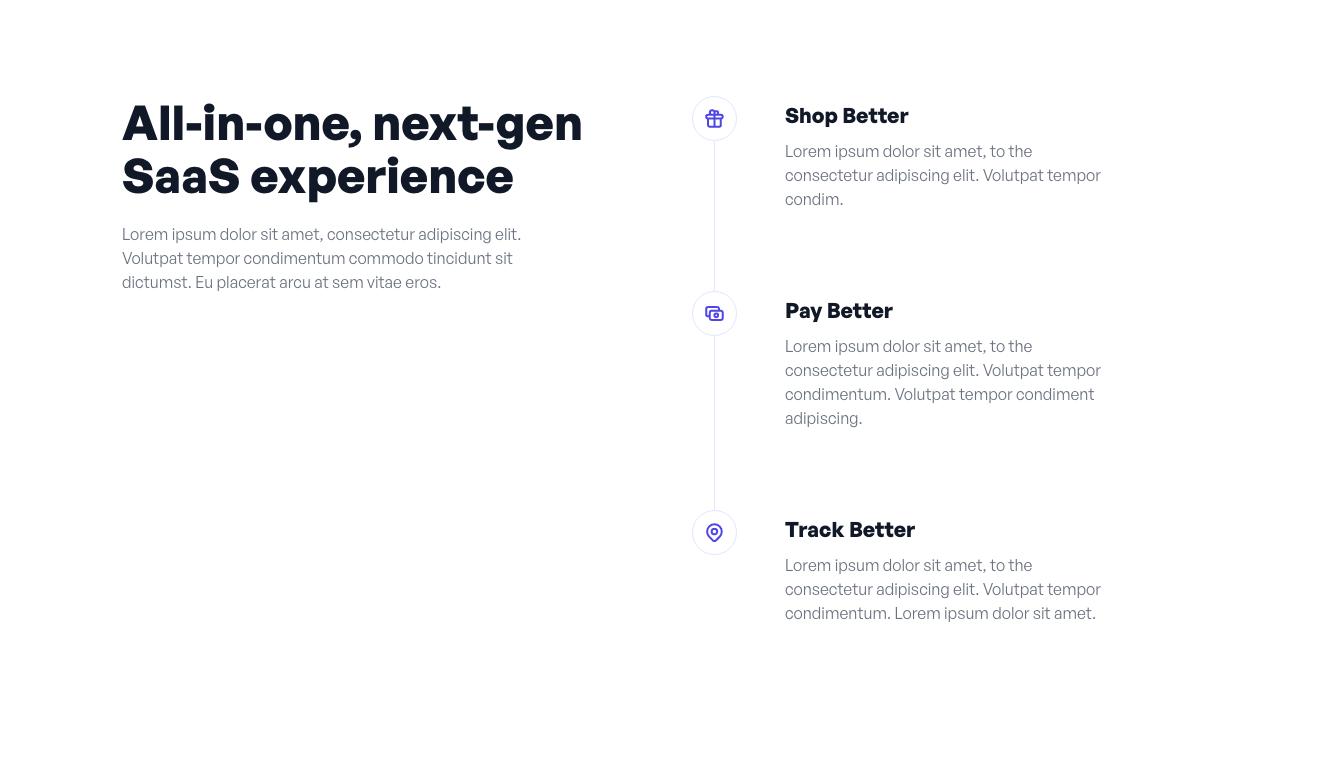 All-in-one, next-gen
SaaS experience
Lorem ipsum dolor sit amet, consectetur adipiscing elit.
Volutpat tempor condimentum commodo tincidunt sit
dictumst. Eu placerat arcu at sem vitae eros.
Shop Better
Lorem ipsum dolor sit amet, to the
consectetur adipiscing elit. Volutpat tempor
condim.
Pay Better
Lorem ipsum dolor sit amet, to the
consectetur adipiscing elit. Volutpat tempor
condimentum. Volutpat tempor condiment
adipiscing.
Track Better
Lorem ipsum dolor sit amet, to the
consectetur adipiscing elit. Volutpat tempor
condimentum. Lorem ipsum dolor sit amet.